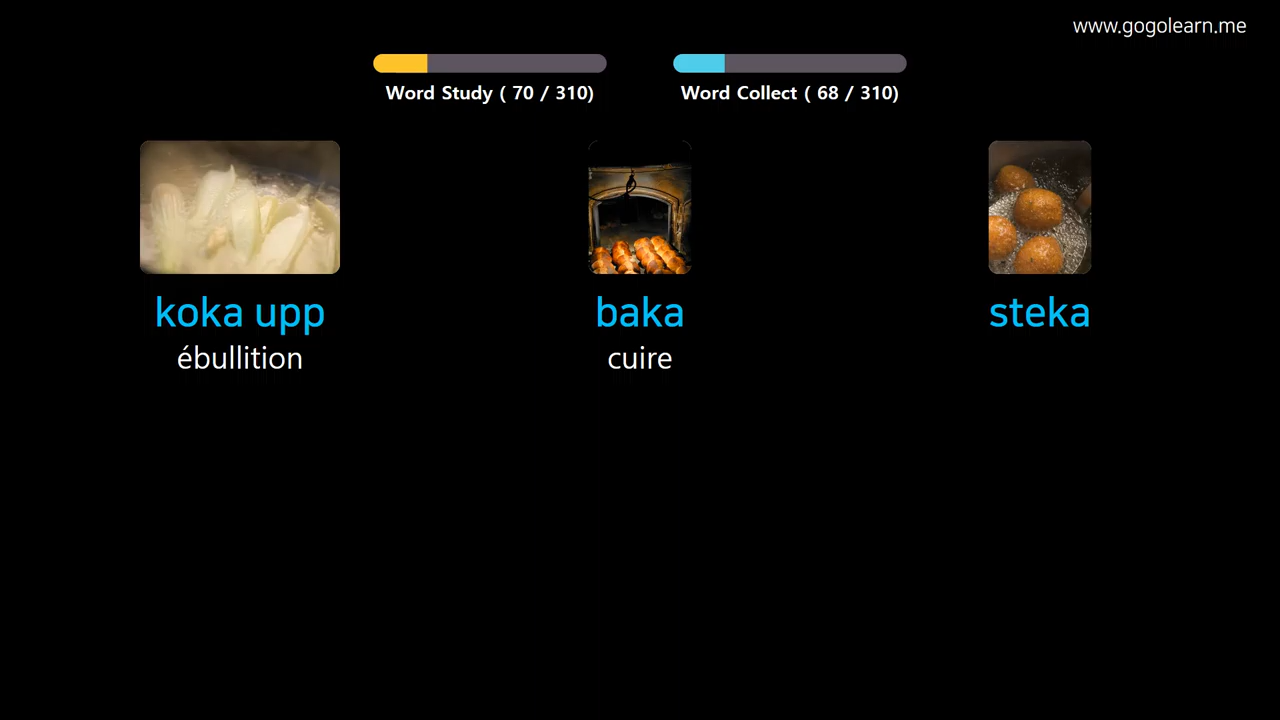 www.gogolearn.me
Word Study ( 70 / 310)
Word Collect ( 68 / 310)
koka upp
ébullition
baka
cuire
steka